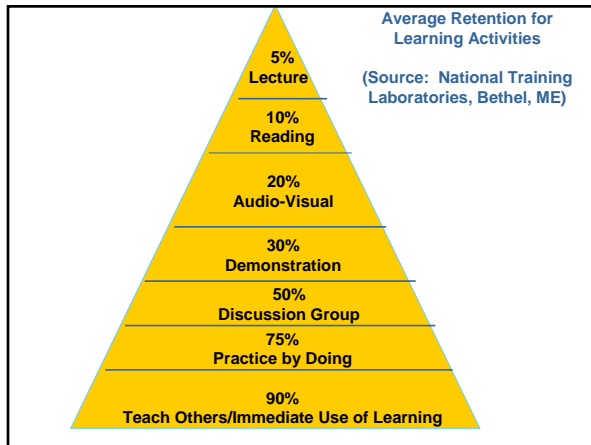 Average Retention for
Learning Activities
(Source: National Training
Laboratories, Bethel, ME)
5%
Lecture
10%
Reading
20%
Audio-Visual
30%
Demonstration
50%
Discussion Group
75%
Practice by Doing
90%
Teach Others/Immediate Use of Learning